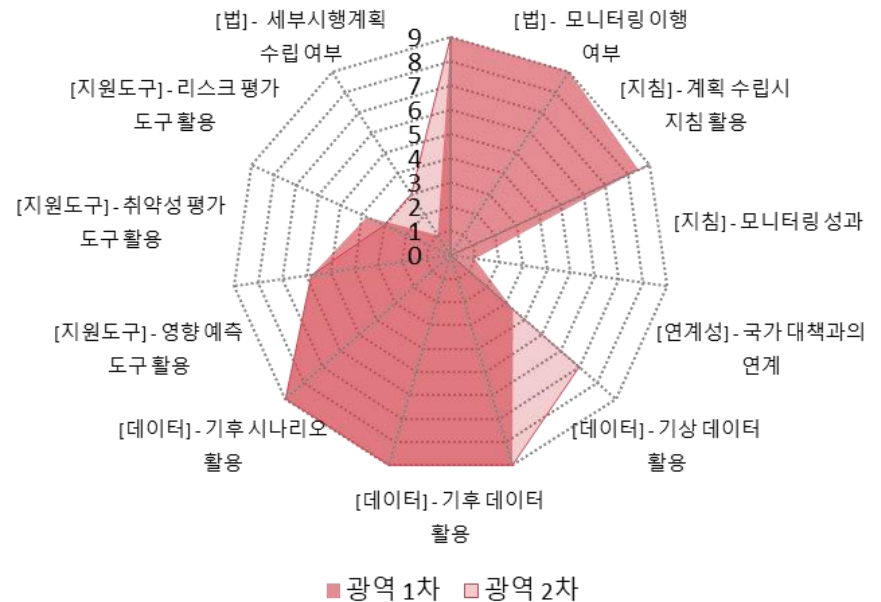 [법] - 세부시행계획
수립 여부
[법] - 모니터링 이행
여부
[지침] - 계획 수립시
지침 활용
[지침] - 모니터링 성과
[연계성] - 국가 대책과의
연계
[데이터] - 기상 데이터
활용
[데이터] - 기후 데이터
활용
[데이터] - 기후 시나리오
활용
[지원도구] - 영향 예측
도구 활용
[지원도구] - 취약성 평가
도구 활용
[지원도구] - 리스크 평가
도구 활용
9
8
7
6
5
4
3
2
1
0
광역 1차
광역 2차